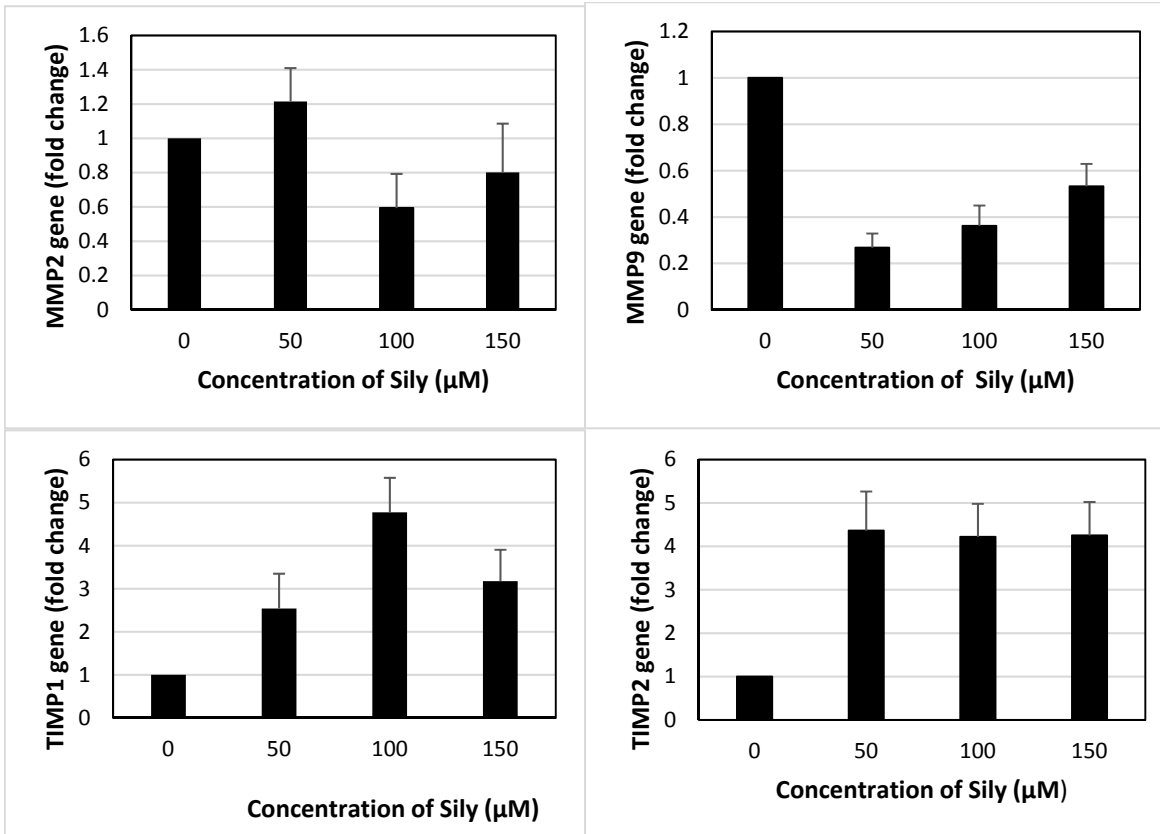 MMP2 gene (fold change)
1.6
1.4
1.2
1
0.8
0.6
0.4
0.2
0
0 50 100 150
Concentration of Sily (µM)
MMP9 gene (fold change)
1.2
1
0.8
0.6
0.4
0.2
0
0 50 100 150
Concentration of Sily (µM)
TIMP1 gene (fold change)
6
5
4
3
2
1
0
0 50 100 150
Concentration of Sily (µM)
TIMP2 gene (fold change)
6
5
4
3
2
1
0
0 50 100 150
Concentration of Sily (µM)